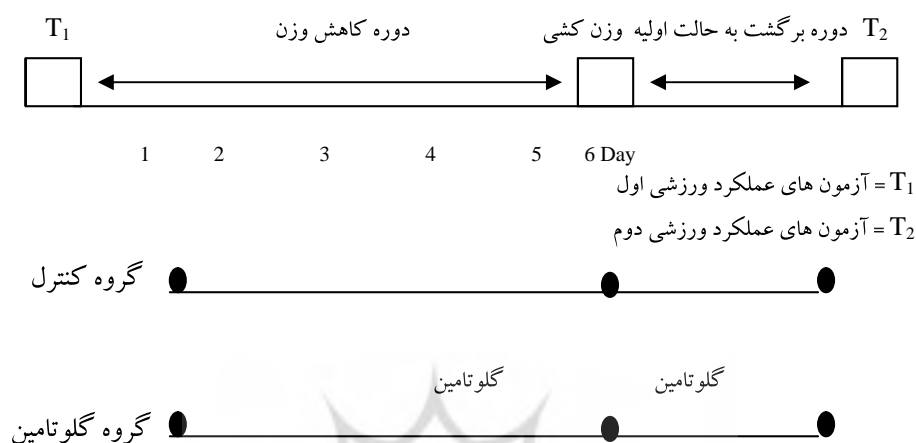 T1 دوره کاهش وزن وزن کشی دوره برگشت به حالت اولیه T2
1 2 3 4 5 6 Day
T1 = آزمون های عملکرد ورزشی اول
T2 = آزمون های عملکرد ورزشی دوم
گروه کنترل
گلوتامین گلوتامین
گروه گلوتامین